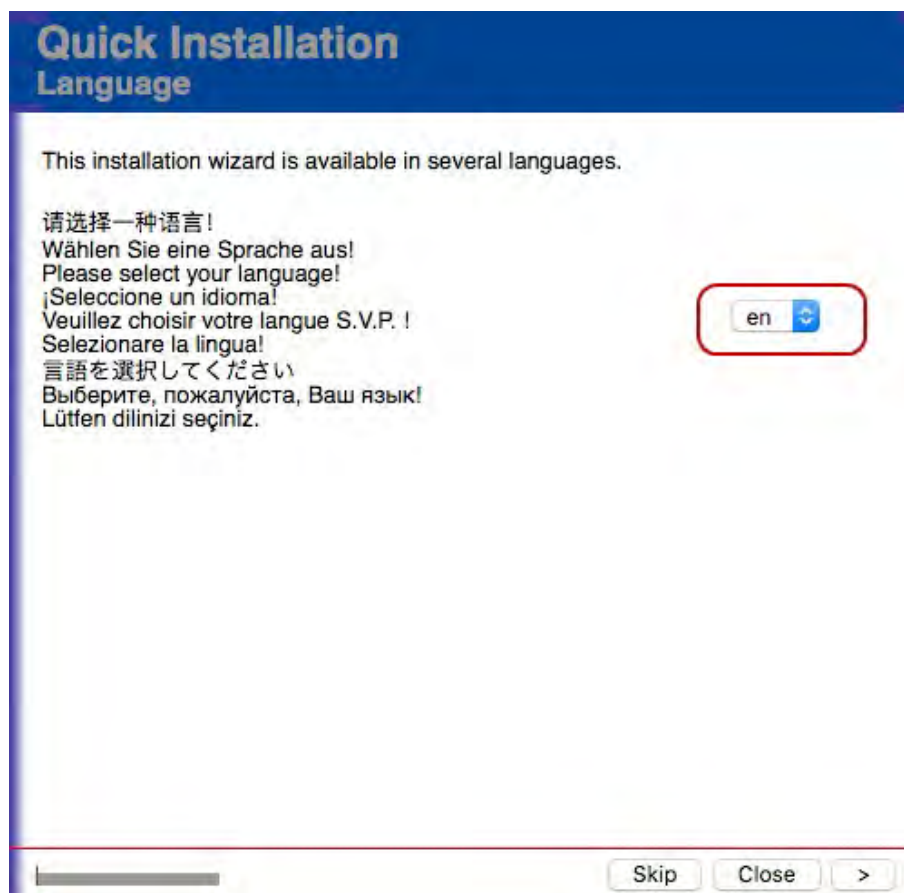 Quick Installation
Language
This installation wizard is available in several languages.
请选择一种语言!
Wählen Sie eine Sprache aus!
Please select your language!
¡Seleccione un idioma!
Veuillez choisir votre langue S.V.P. !
Selezionare la lingua!
言語を選択してください
Выберите, пожалуйста, Ваш язык!
Lütfen dilinizi seçiniz.
en
Skip Close >